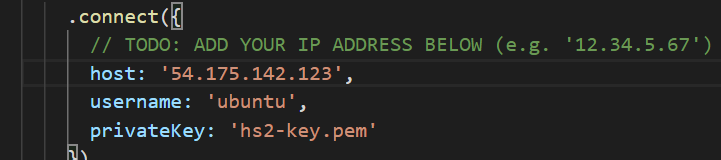 .connect({
// TODO: ADD YOUR IP ADDRESS BELOW (e.g. '12.34.5.67')
host: '54.175.142.123',
username: 'ubuntu',
privateKey: 'hs2-key.pem'
})